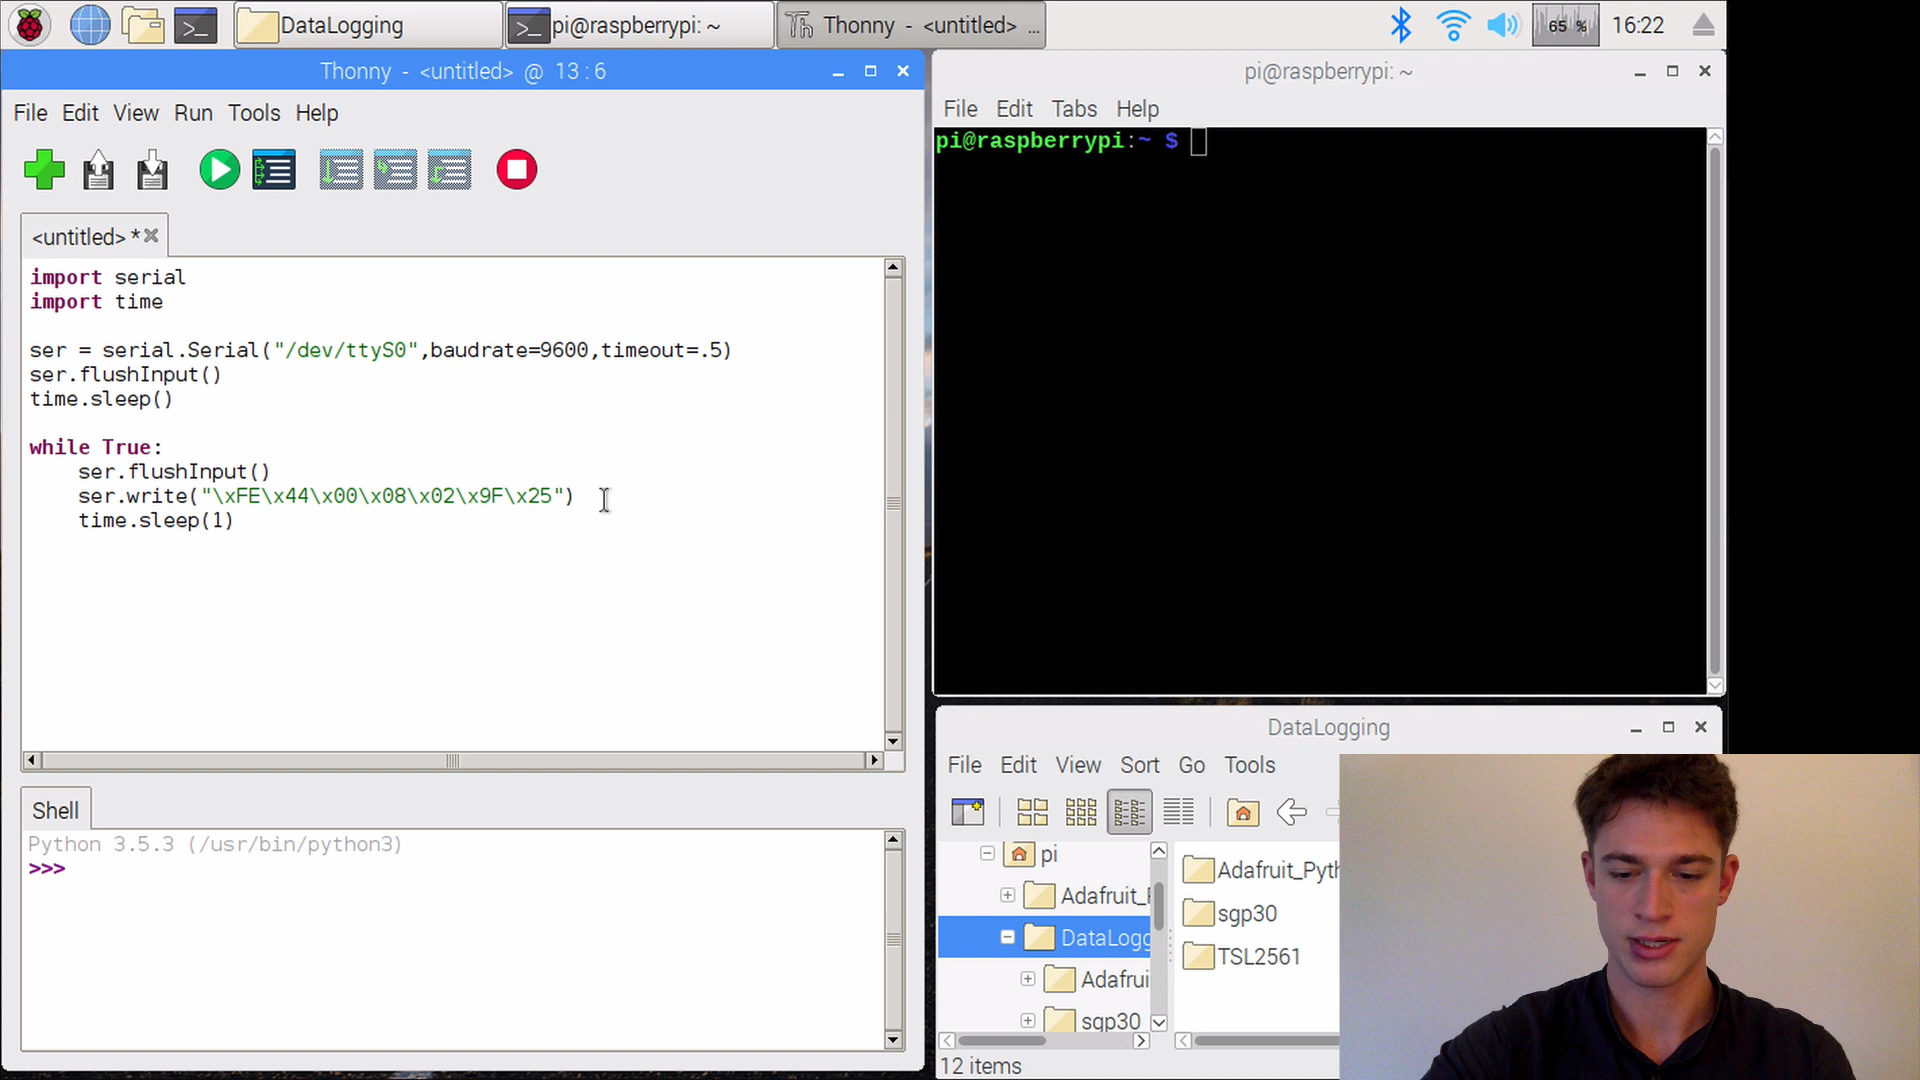 DataLogging
pi@raspberrypi: ~
Thonny - <untitled> ...
65 %
16:22
Thonny - <untitled> @ 13 : 6
File Edit View Run Tools Help
<untitled> *
import serial
import time
ser = serial.Serial("/dev/ttyS0",baudrate=9600,timeout=.5)
ser.flushInput()
time.sleep()
while True:
ser.flushInput()
ser.write("\xFE\x44\x00\x08\x02\x9F\x25")
time.sleep(1)
Shell
Python 3.5.3 (/usr/bin/python3)
>>>
pi@raspberrypi: ~
File Edit Tabs Help
pi@raspberrypi:~ $
DataLogging
File Edit View Sort Go Tools
pi
Adafruit_
DataLogg
Adafrui
sgp30
Adafruit_Pyth
sgp30
TSL2561
12 items